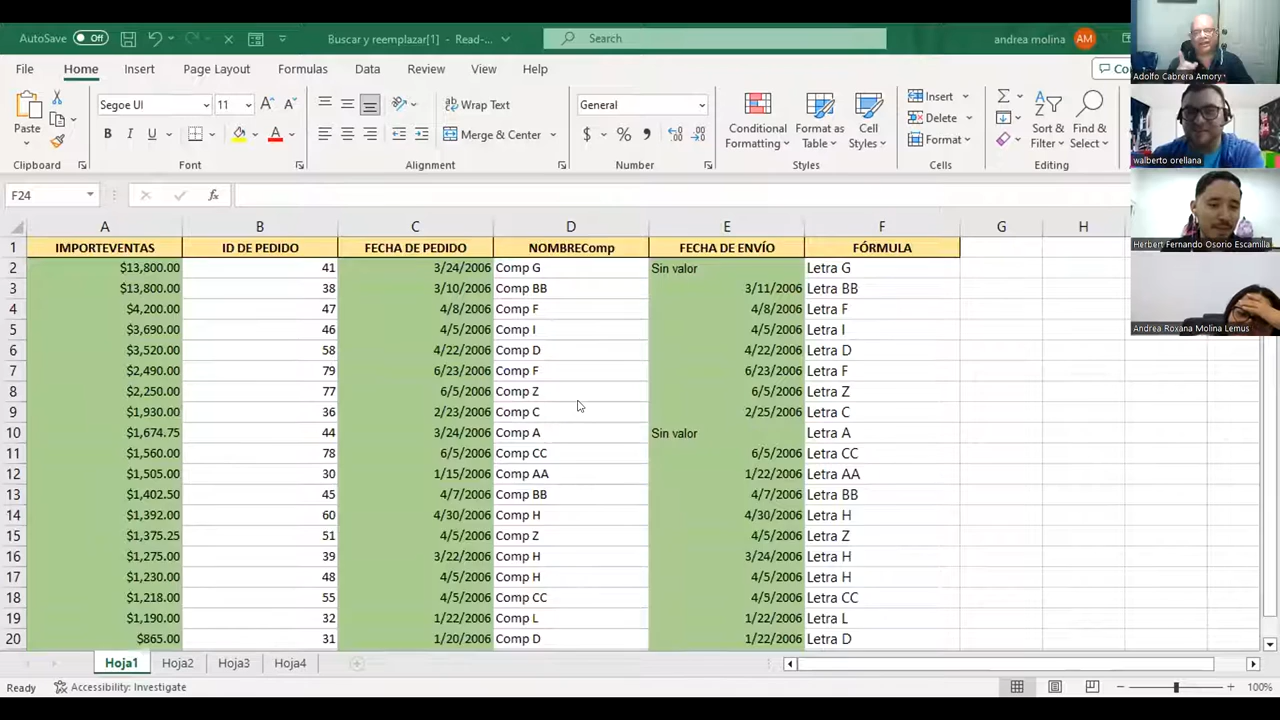 AutoSave Off Buscar y reemplazar[1] - Read-... Search andrea molina AM
File Home Insert Page Layout Formulas Data Review View Help
Paste Segoe UI 11 Wrap Text General Conditional Formatting Format as Table Cell Styles Insert Sort & Filter Find & Select
B I U A Merge & Center $ % Delete
Format
Clipboard Font Alignment Number Styles Cells Editing
F24 fx
A B C D E F G H
1 IMPORTEVENTAS ID DE PEDIDO FECHA DE PEDIDO NOMBREComp FECHA DE ENVÍO FÓRMULA
2 $13,800.00 41 3/24/2006 Comp G Sin valor Letra G
3 $13,800.00 38 3/10/2006 Comp BB 3/11/2006 Letra BB
4 $4,200.00 47 4/8/2006 Comp F 4/8/2006 Letra F
5 $3,690.00 46 4/5/2006 Comp I 4/5/2006 Letra I
6 $3,520.00 58 4/22/2006 Comp D 4/22/2006 Letra D
7 $2,490.00 79 6/23/2006 Comp F 6/23/2006 Letra F
8 $2,250.00 77 6/5/2006 Comp Z 6/5/2006 Letra Z
9 $1,930.00 36 2/23/2006 Comp C 2/25/2006 Letra C
10 $1,674.75 44 3/24/2006 Comp A Sin valor Letra A
11 $1,560.00 78 6/5/2006 Comp CC 6/5/2006 Letra CC
12 $1,505.00 30 1/15/2006 Comp AA 1/22/2006 Letra AA
13 $1,402.50 45 4/7/2006 Comp BB 4/7/2006 Letra BB
14 $1,392.00 60 4/30/2006 Comp H 4/30/2006 Letra H
15 $1,375.25 51 4/5/2006 Comp Z 4/5/2006 Letra Z
16 $1,275.00 39 3/22/2006 Comp H 3/24/2006 Letra H
17 $1,230.00 48 4/5/2006 Comp H 4/5/2006 Letra H
18 $1,218.00 55 4/5/2006 Comp CC 4/5/2006 Letra CC
19 $1,190.00 32 1/22/2006 Comp L 1/22/2006 Letra L
20 $865.00 31 1/20/2006 Comp D 1/22/2006 Letra D
Hoja1 Hoja2 Hoja3 Hoja4
Ready Accessibility: Investigate 100%
Adolfo Cabrera Amory
walberto orellana
Herbert Fernando Osorio Escamilla
Andrea Roxana Molina Lemus